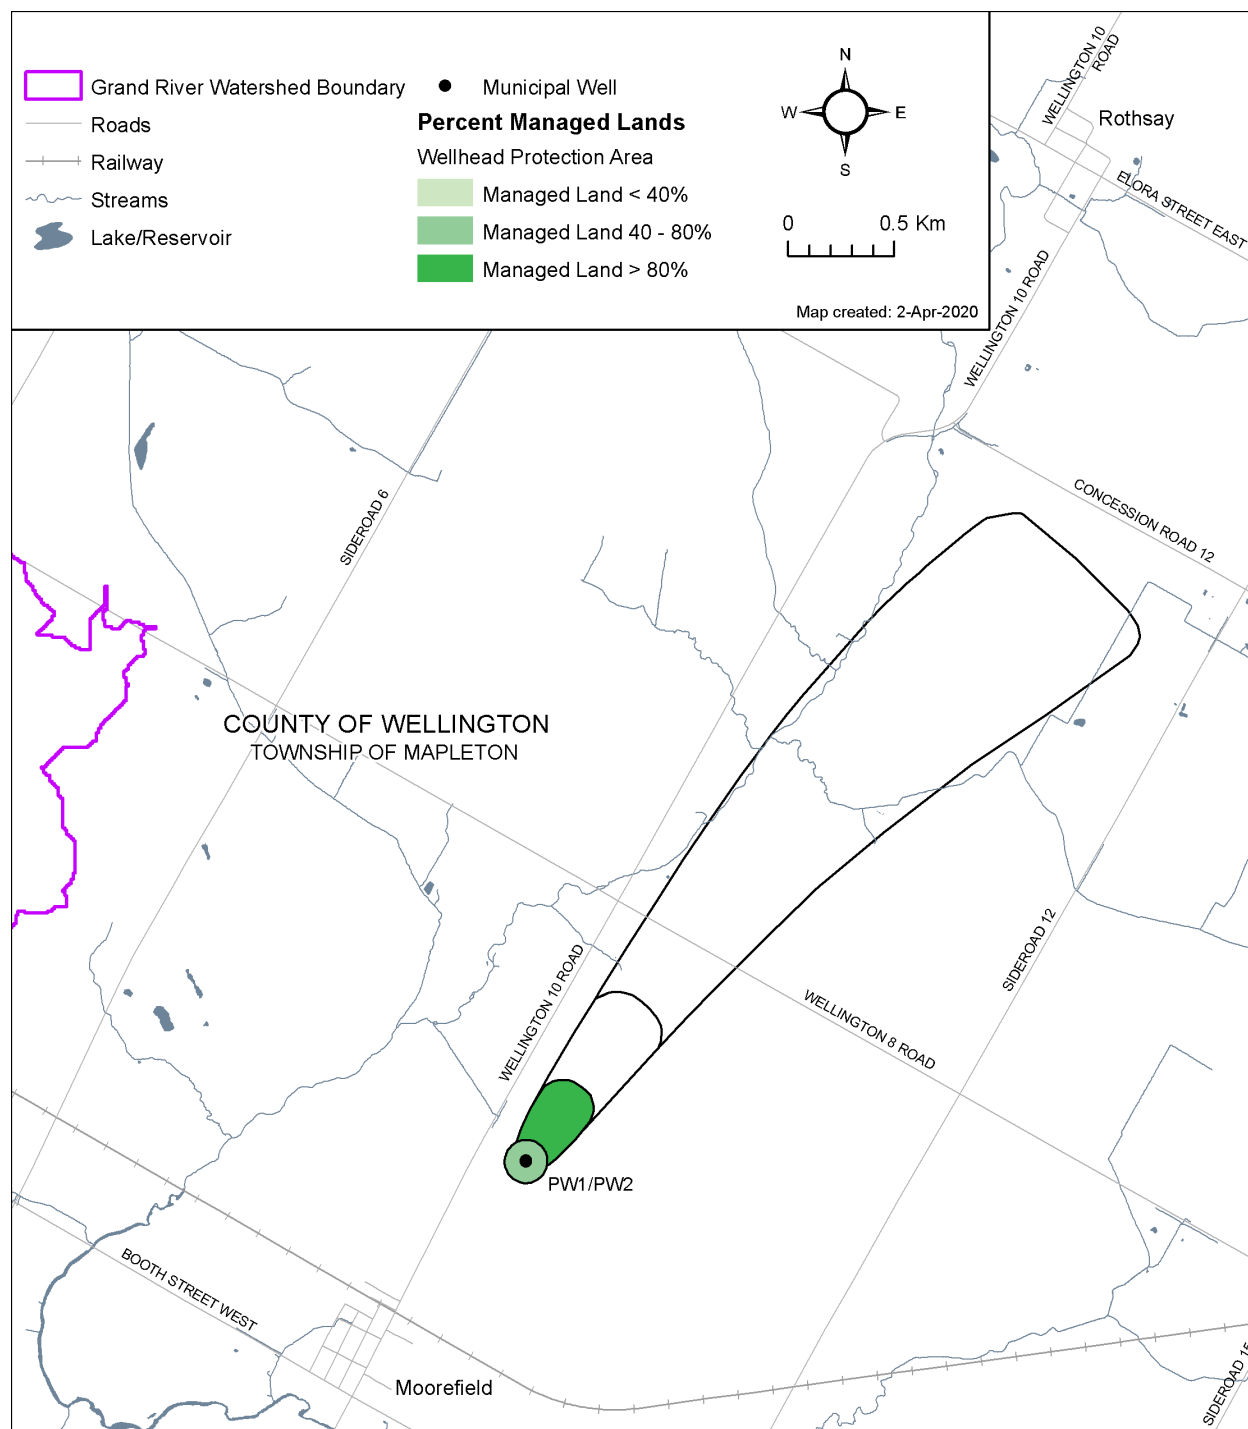 Grand River Watershed Boundary
Roads
Railway
Streams
Lake/Reservoir
Municipal Well
Percent Managed Lands
Wellhead Protection Area
Managed Land < 40%
Managed Land 40 - 80%
Managed Land > 80%
N
W
E
S
0
0.5 Km
Map created: 2-Apr-2020
WELLINGTON 10
ROAD
Rothsay
ELORA STREET EAST
WELLINGTON 10 ROAD
CONCESSION ROAD 12
SIDEROAD 6
COUNTY OF WELLINGTON
TOWNSHIP OF MAPLETON
SIDEROAD 12
WELLINGTON 10 ROAD
WELLINGTON 8 ROAD
PW1/PW2
BOOTH STREET WEST
Moorefield
SIDEROAD 15